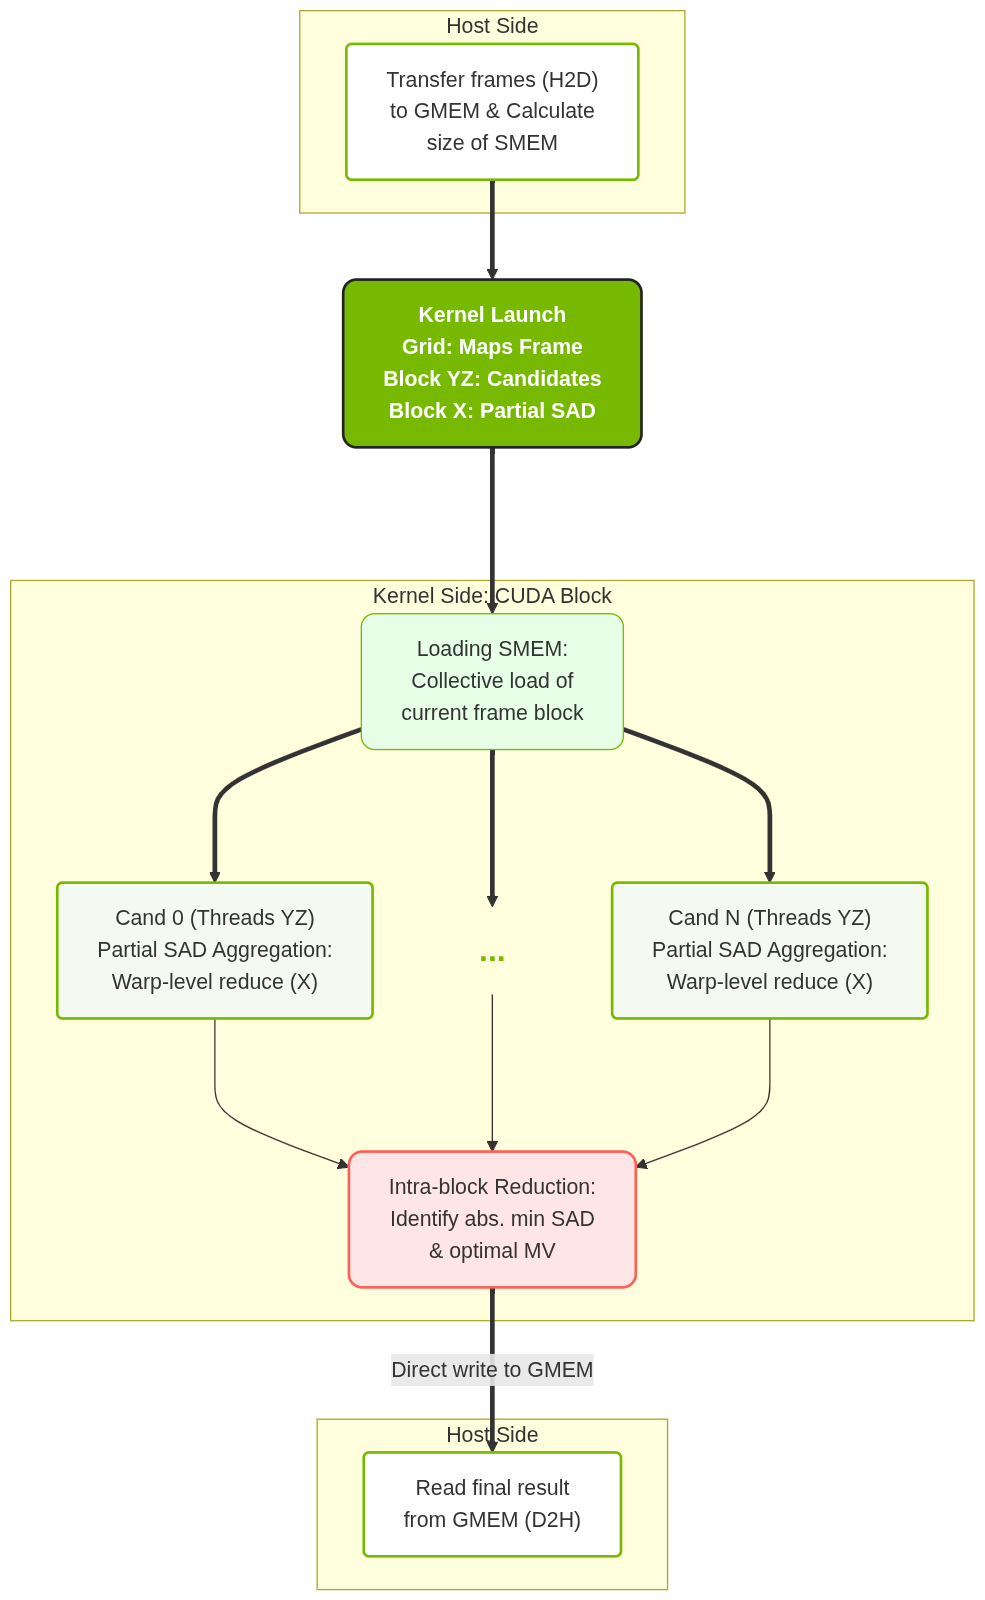 Host Side
Transfer frames (H2D)
to GMEM & Calculate
size of SMEM
Kernel Launch
Grid: Maps Frame
Block YZ: Candidates
Block X: Partial SAD
Kernel Side: CUDA Block
Loading SMEM:
Collective load of
current frame block
Cand 0 (Threads YZ)
Partial SAD Aggregation:
Warp-level reduce (X)
...
Cand N (Threads YZ)
Partial SAD Aggregation:
Warp-level reduce (X)
Intra-block Reduction:
Identify abs. min SAD
& optimal MV
Direct write to GMEM
Host Side
Read final result
from GMEM (D2H)